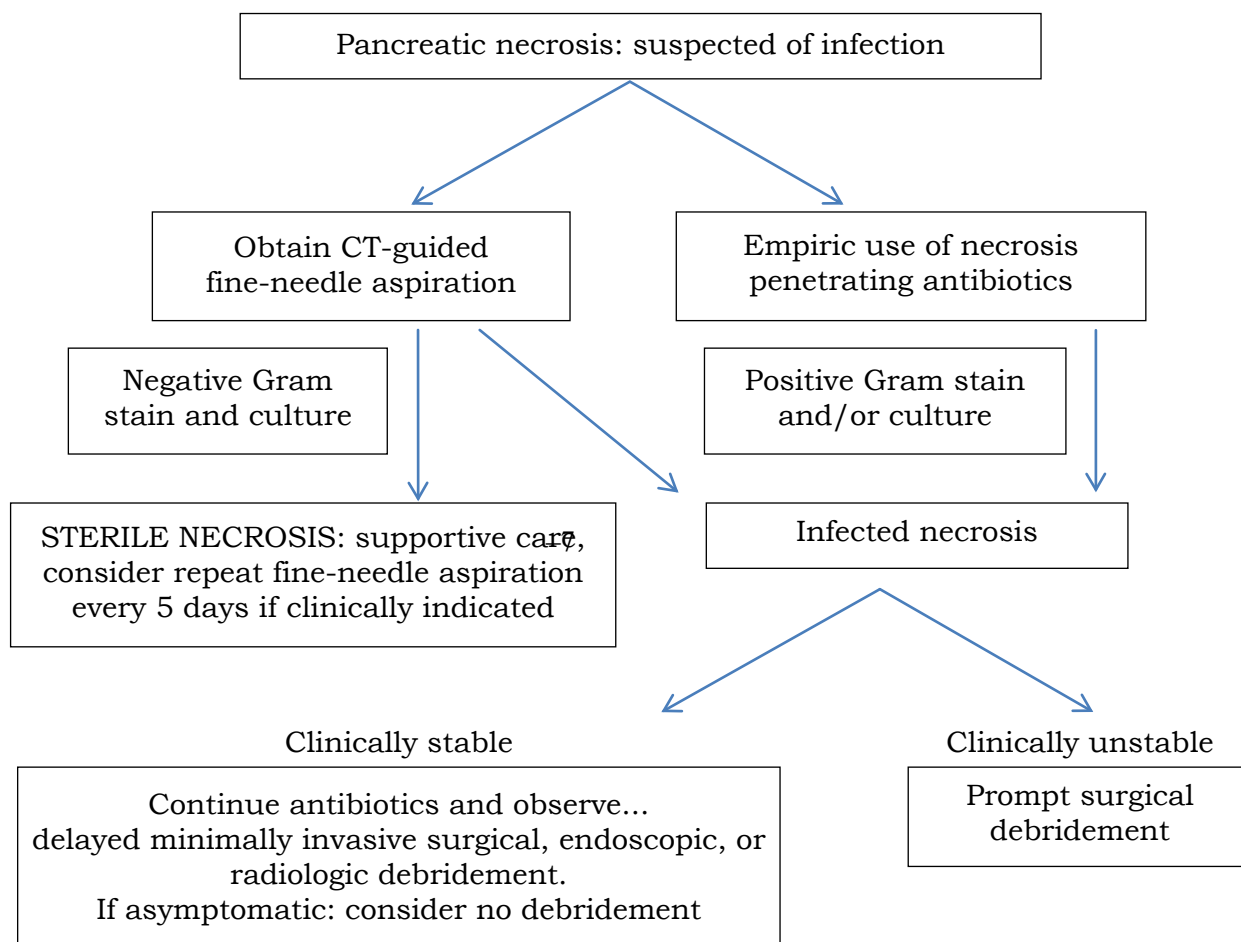 Pancreatic necrosis: suspected of infection
Obtain CT-guided
fine-needle aspiration
Empiric use of necrosis
penetrating antibiotics
Negative Gram
stain and culture
Positive Gram stain
and/or culture
STERILE NECROSIS: supportive care,
consider repeat fine-needle aspiration
every 5 days if clinically indicated
Infected necrosis
Clinically stable
Clinically unstable
Continue antibiotics and observe...
delayed minimally invasive surgical, endoscopic, or
radiologic debridement.
If asymptomatic: consider no debridement
Prompt surgical
debridement